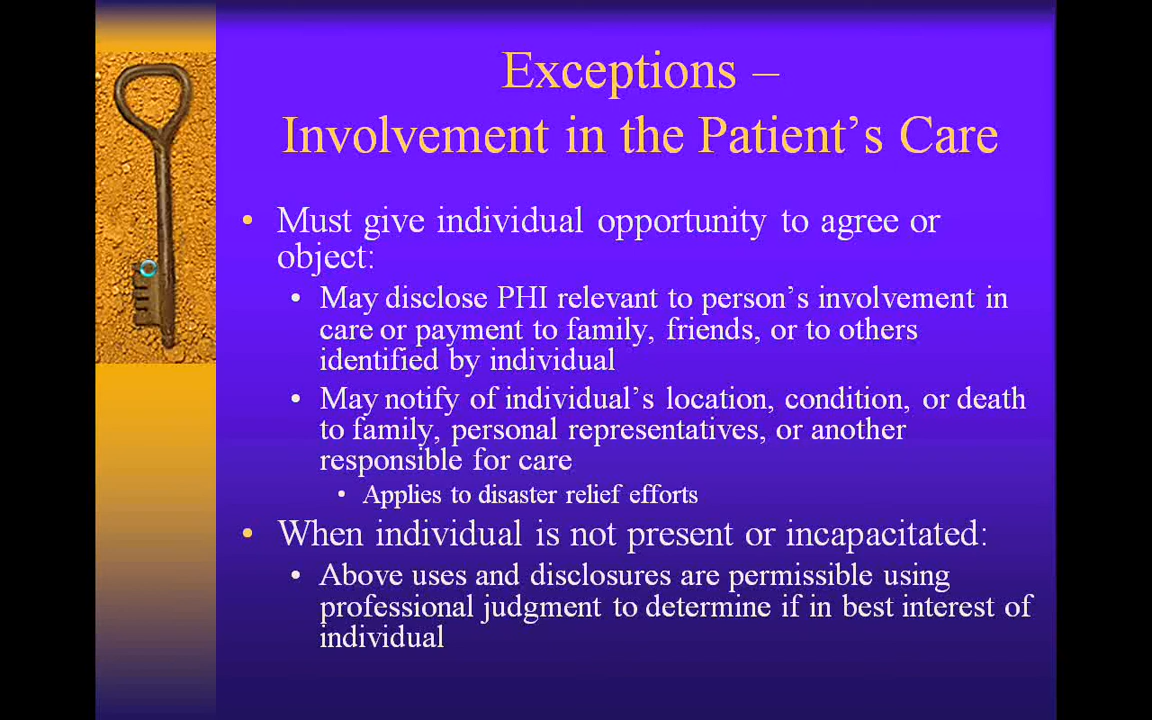 Exceptions –
Involvement in the Patient’s Care
• Must give individual opportunity to agree or
object:
• May disclose PHI relevant to person’s involvement in
care or payment to family, friends, or to others
identified by individual
• May notify of individual’s location, condition, or death
to family, personal representatives, or another
responsible for care
• Applies to disaster relief efforts
• When individual is not present or incapacitated:
• Above uses and disclosures are permissible using
professional judgment to determine if in best interest of
individual